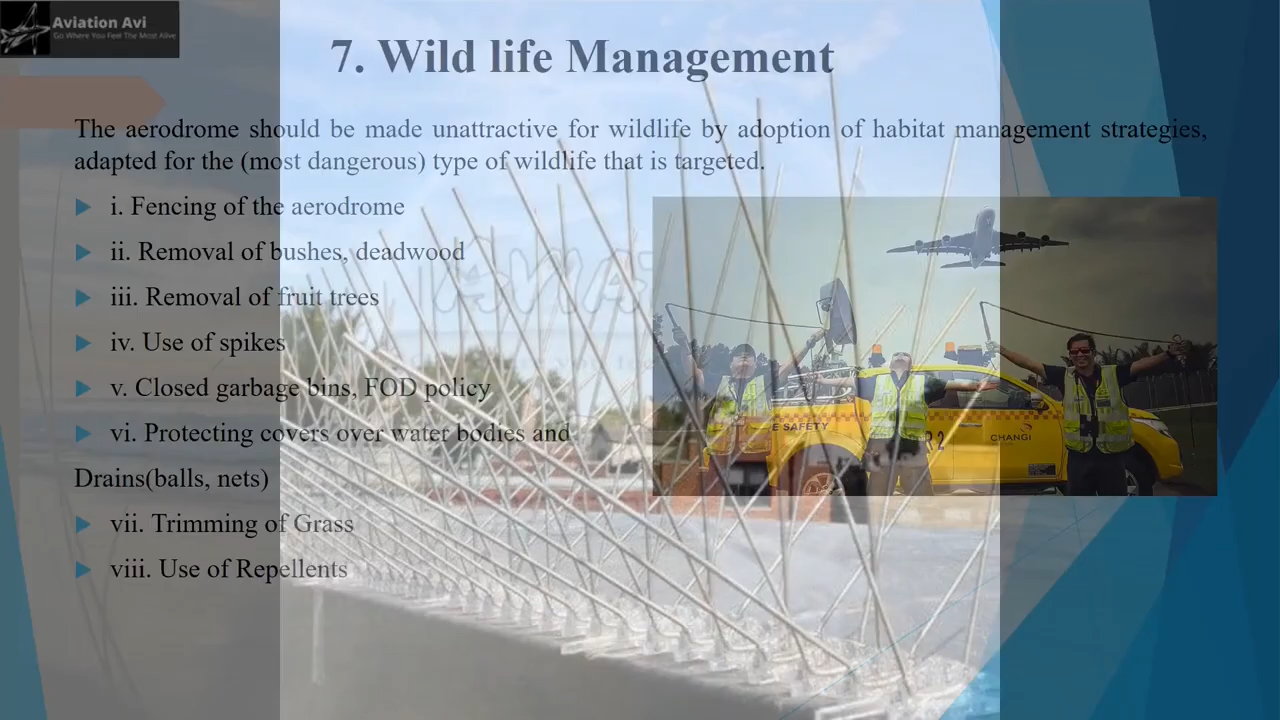 Aviation Avi
Go Where You Feel The Most Alive
7. Wild life Management
The aerodrome should be made unattractive for wildlife by adoption of habitat management strategies,
adapted for the (most dangerous) type of wildlife that is targeted.
i. Fencing of the aerodrome
ii. Removal of bushes, deadwood
iii. Removal of fruit trees
iv. Use of spikes
v. Closed garbage bins, FOD policy
vi. Protecting covers over water bodies and
Drains(balls, nets)
vii. Trimming of Grass
viii. Use of Repellents
E SAFETY
CHANGI